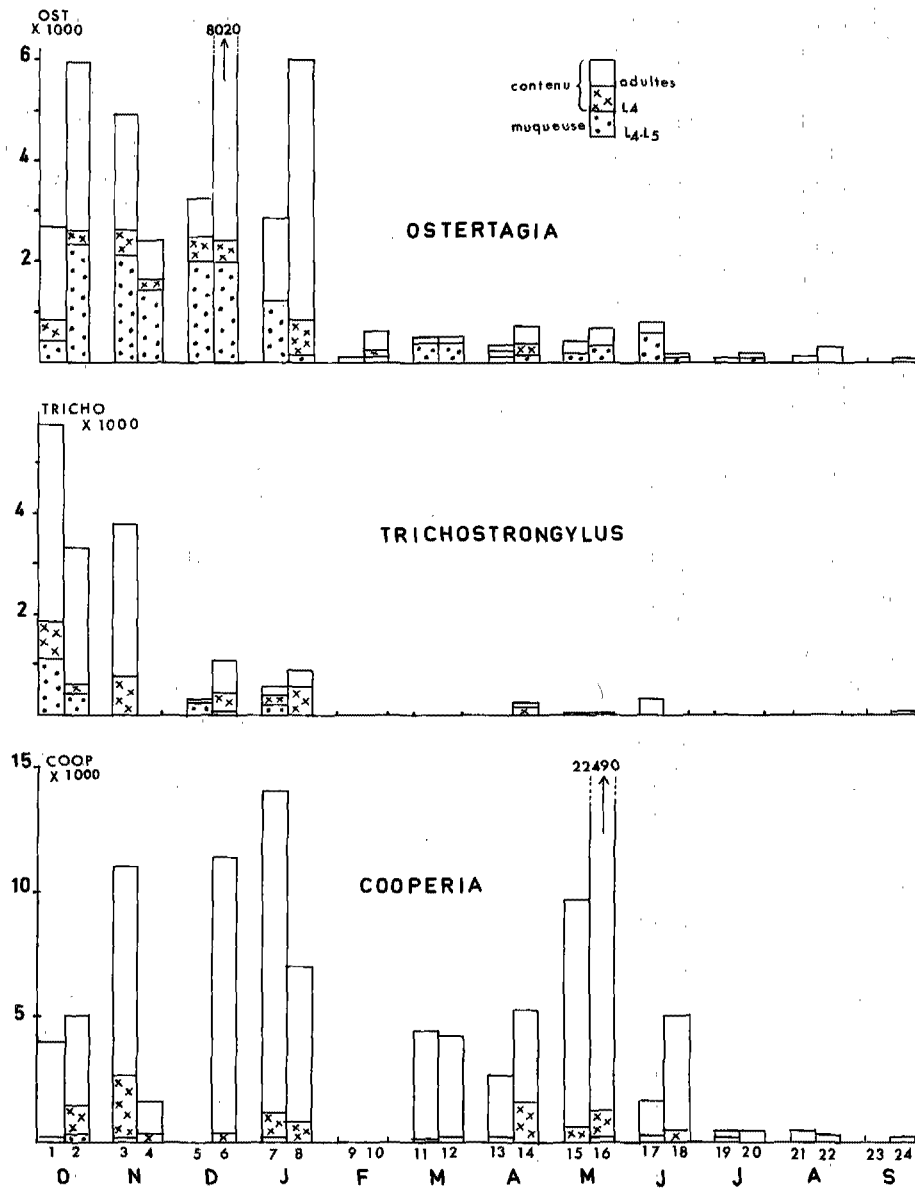 OST
X 1000
8020
6
4
2
contenu
adultes
L4
muqueuse
L4-L5
OSTERTAGIA
TRICHO
X 1000
4
2
TRICHOSTRONGYLUS
COOP
X 1000
15
10
5
22490
COOPERIA
1 2 3 4 5 6 7 8 9 10 11 12 13 14 15 16 17 18 19 20 21 22 23 24
O N D J F M A M J J A S